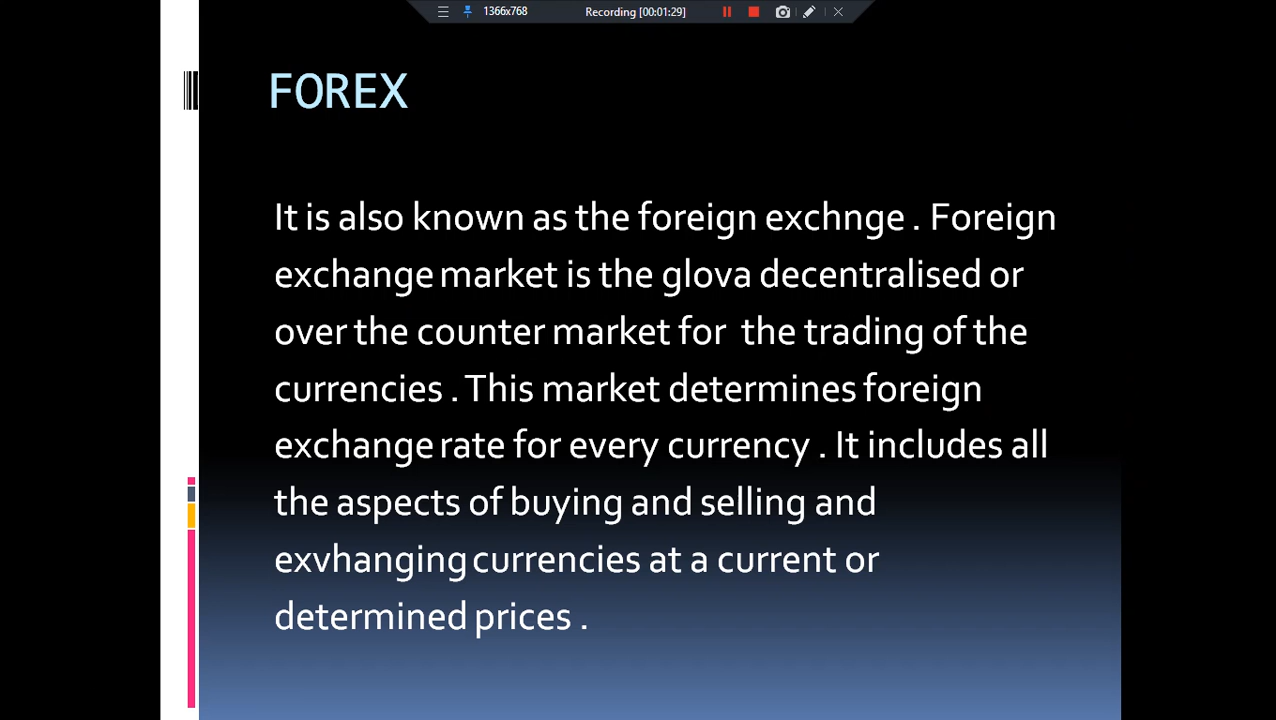 1366x768 Recording [00:01:29]
FOREX
It is also known as the foreign exchnge . Foreign
exchange market is the glova decentralised or
over the counter market for the trading of the
currencies . This market determines foreign
exchange rate for every currency . It includes all
the aspects of buying and selling and
exvhanging currencies at a current or
determined prices .